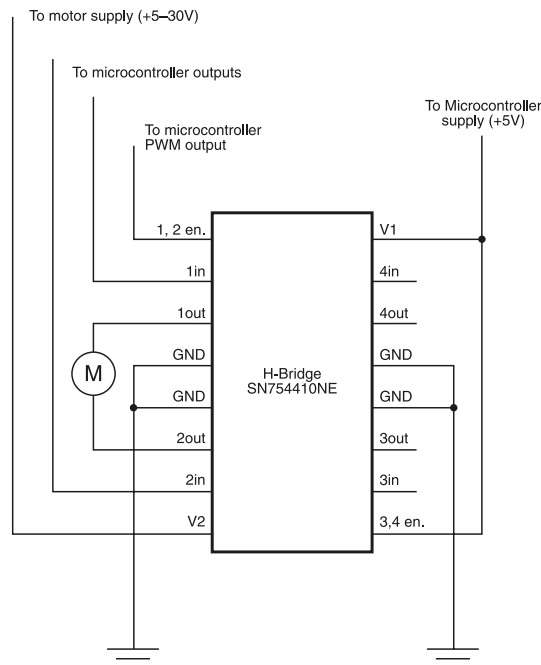 To motor supply (+5–30V)
To microcontroller outputs
To microcontroller
PWM output
To Microcontroller
supply (+5V)
1, 2 en.
1in
1out
GND
GND
2out
2in
V2
M
H-Bridge
SN754410NE
V1
4in
4out
GND
GND
3out
3in
3,4 en.